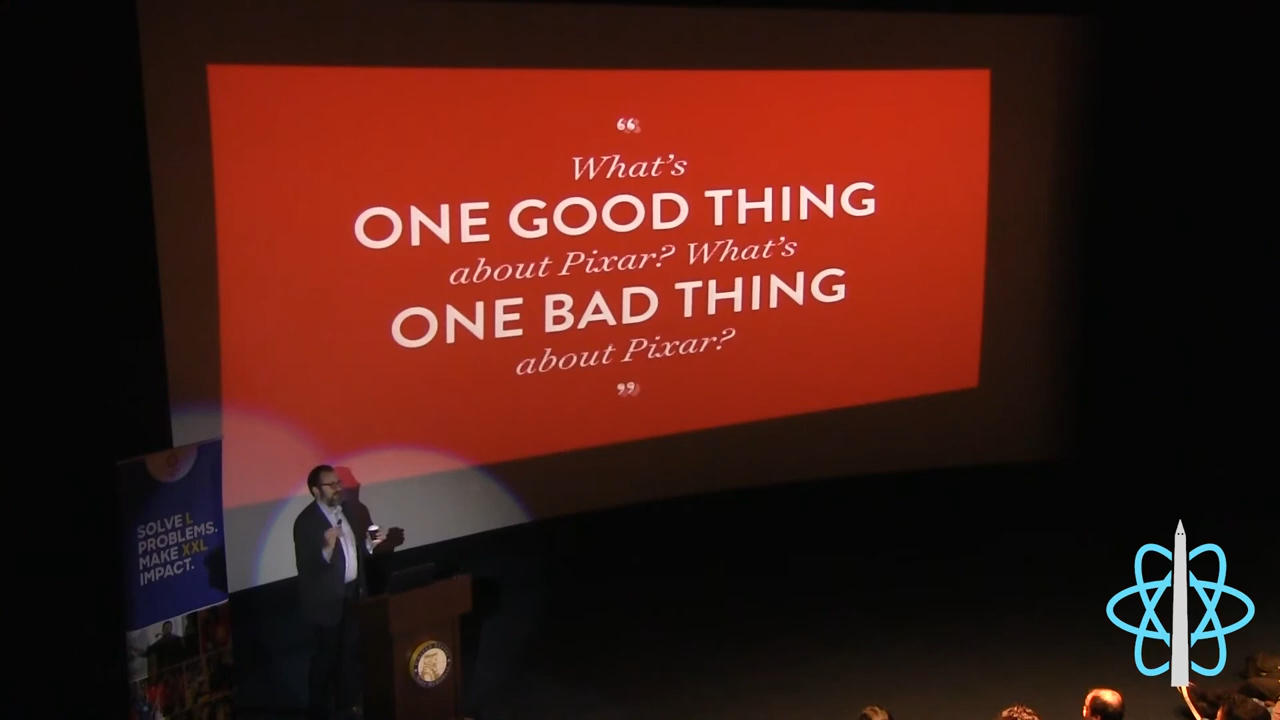 “
What’s
ONE GOOD THING
about Pixar? What’s
ONE BAD THING
about Pixar?
”
SOLVE L
PROBLEMS.
MAKE XXL
IMPACT.